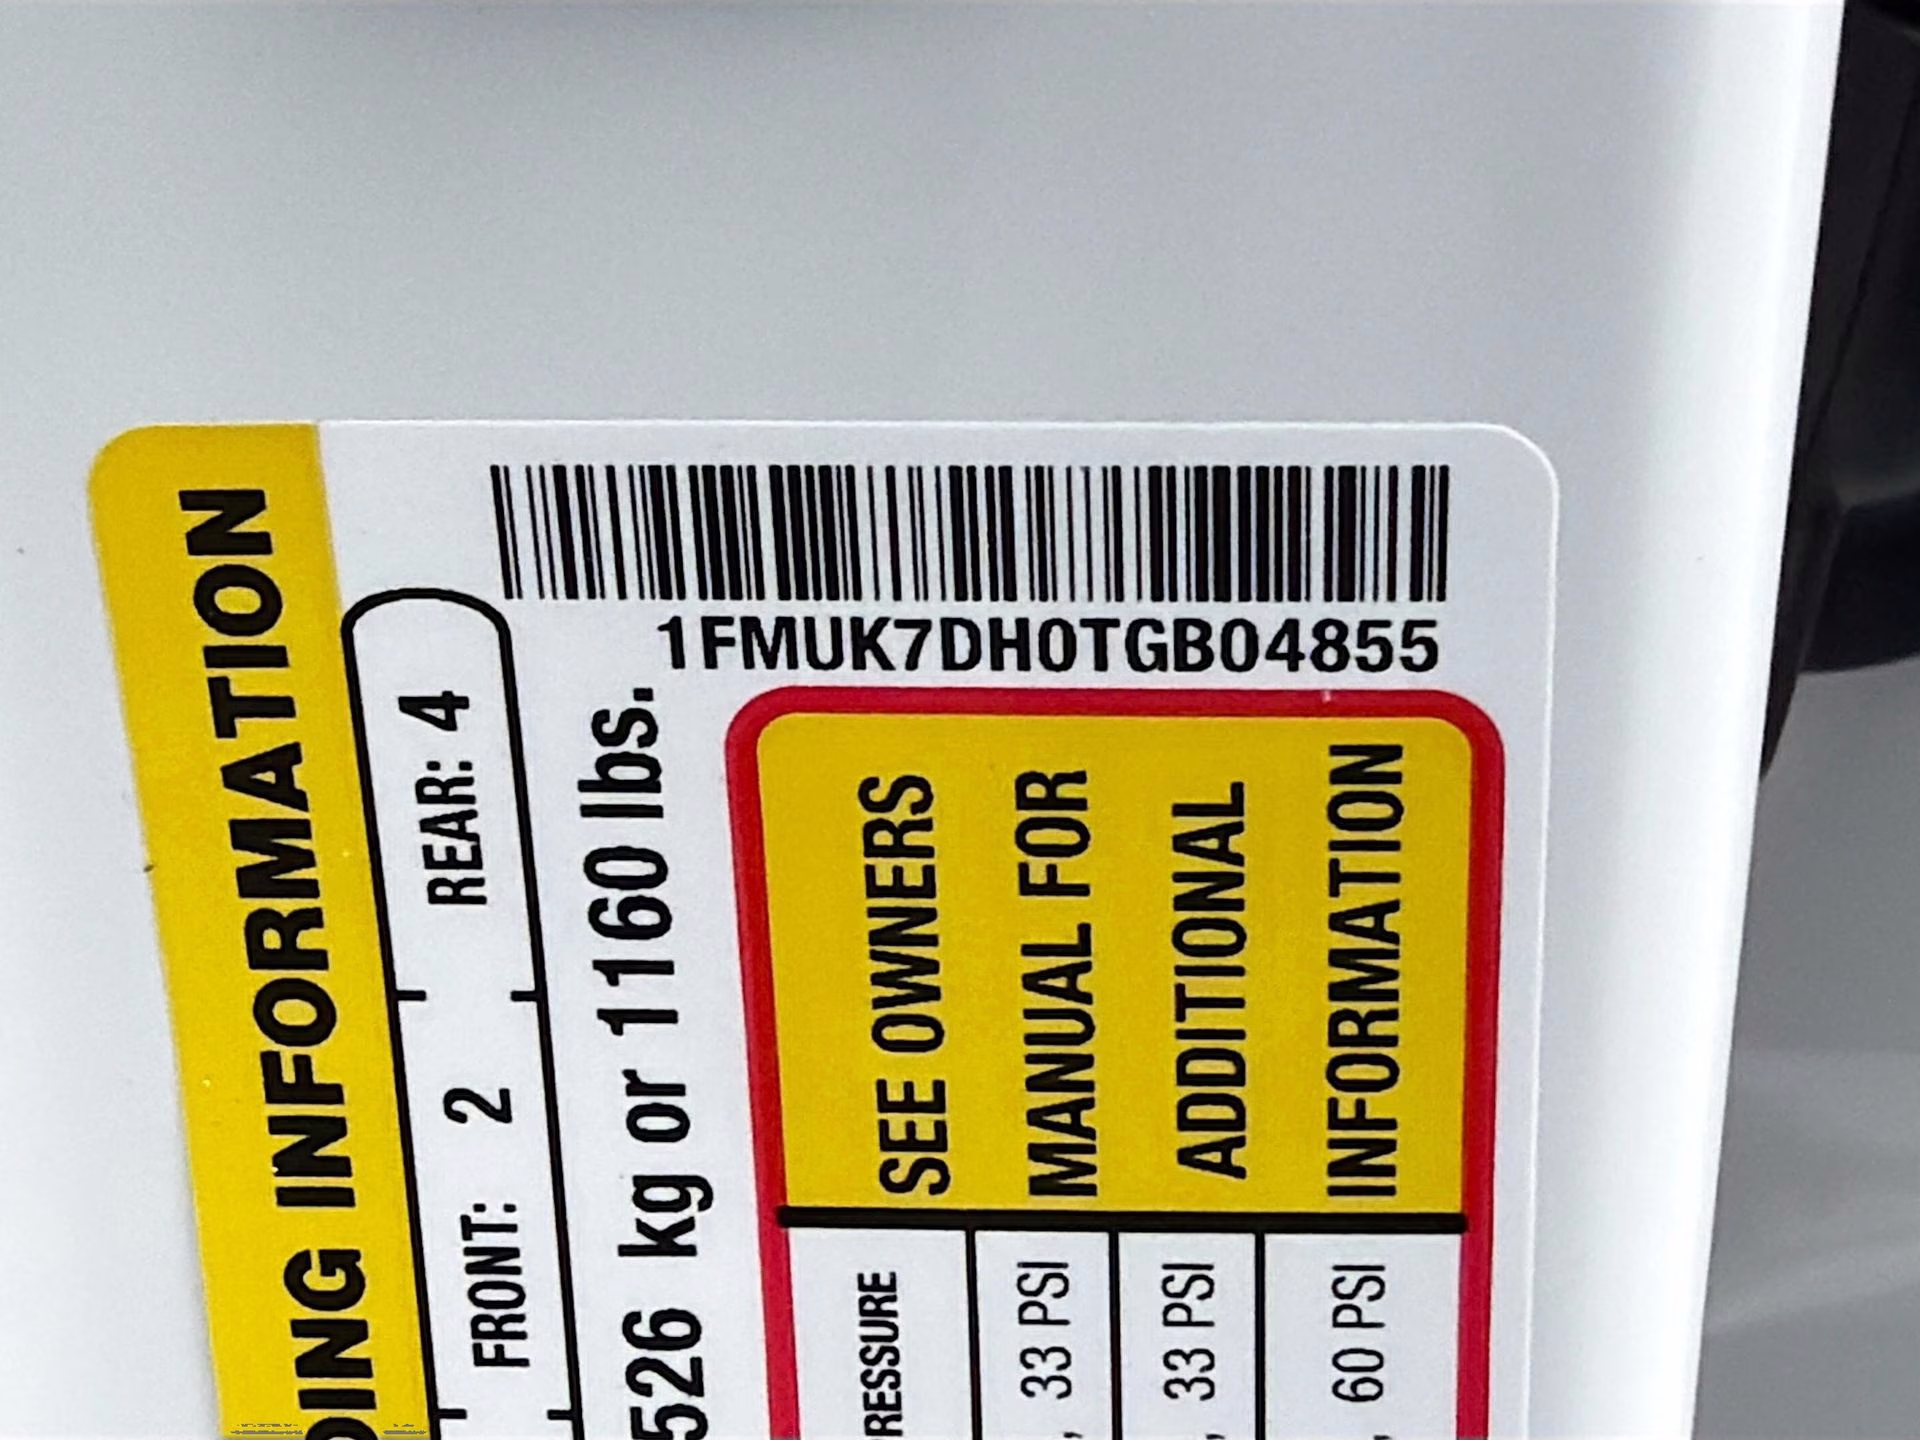 1FMUK7DH0TGB04855
DING INFORMATION
FRONT: 2 REAR: 4
526 kg or 1160 lbs.
SEE OWNERS
MANUAL FOR
ADDITIONAL
INFORMATION
RESSURE
, 33 PSI
, 33 PSI
, 60 PSI